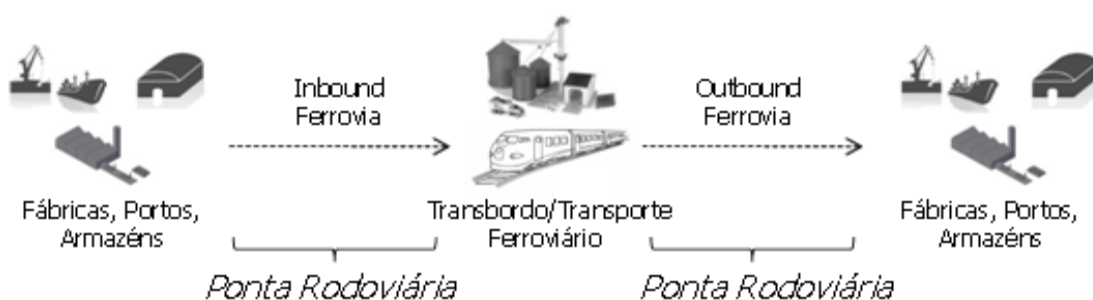 Inbound
Ferrovia
Outbound
Ferrovia
Fábricas, Portos,
Armazéns
Transbordo/Transporte
Ferroviário
Fábricas, Portos,
Armazéns
Ponta Rodoviária
Ponta Rodoviária